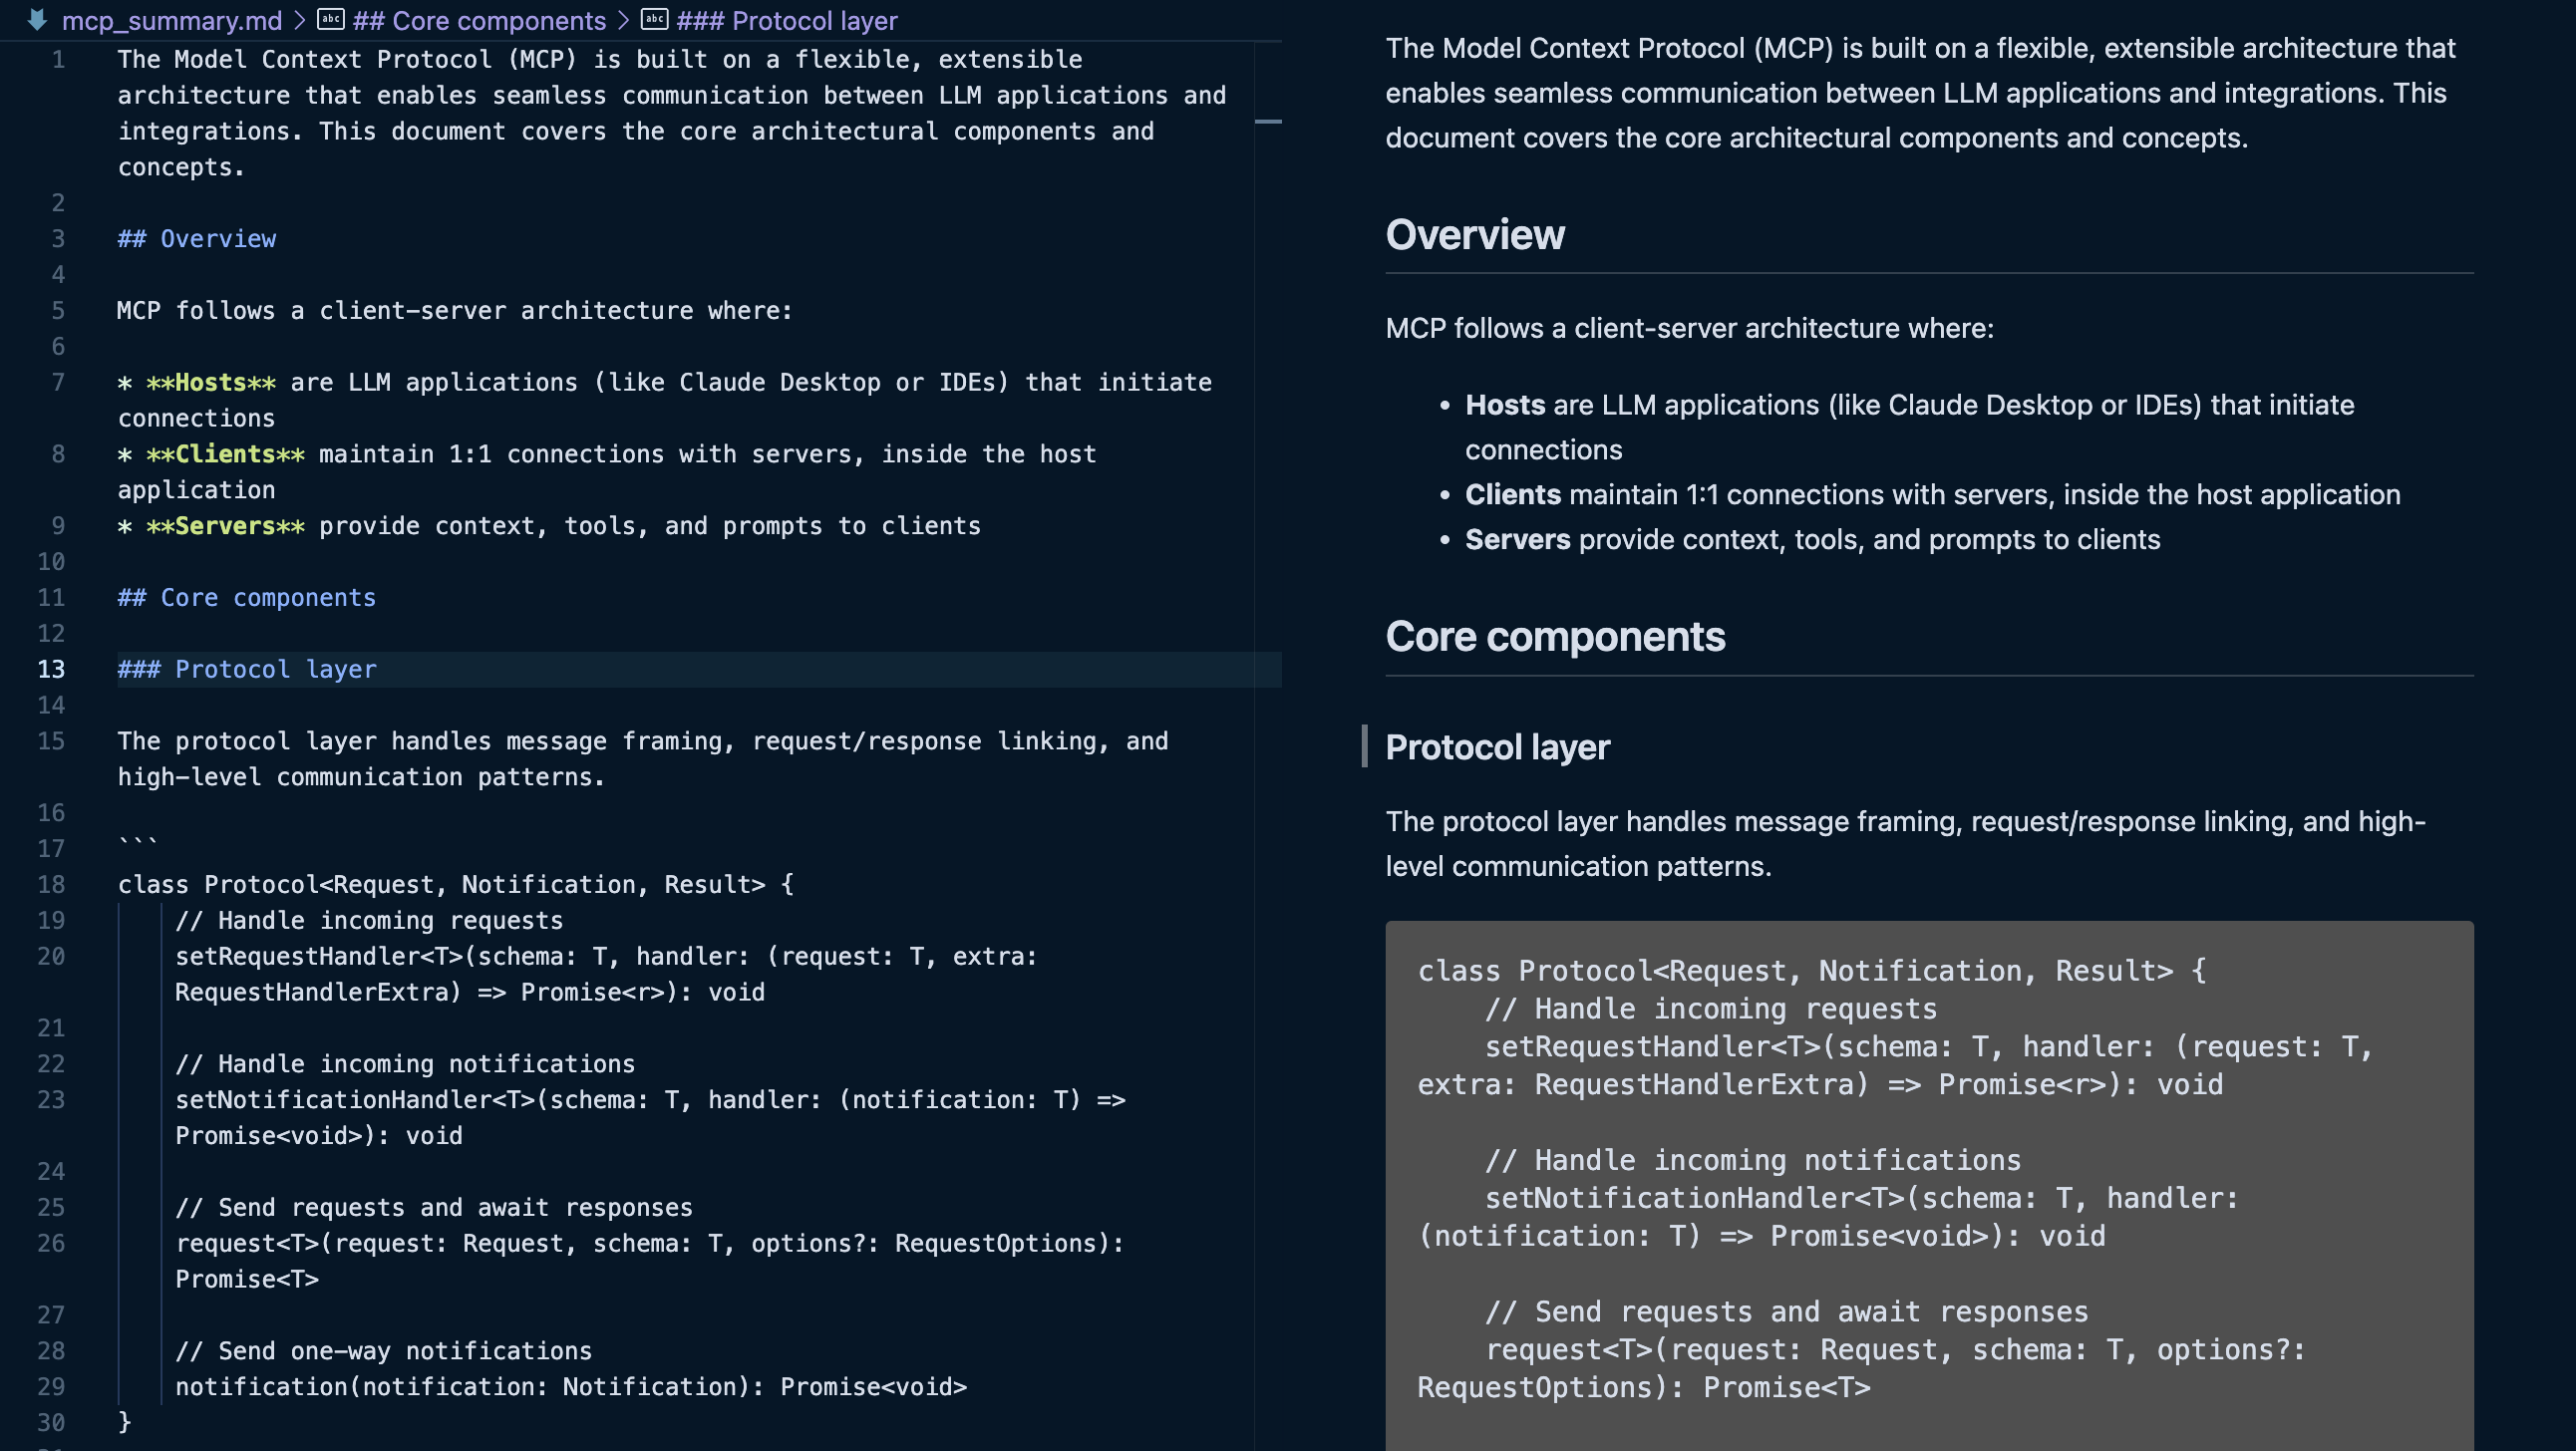 mcp_summary.md > ## Core components > ### Protocol layer
1 The Model Context Protocol (MCP) is built on a flexible, extensible
architecture that enables seamless communication between LLM applications and
integrations. This document covers the core architectural components and
concepts.
2
3 ## Overview
4
5 MCP follows a client-server architecture where:
6
7 * **Hosts** are LLM applications (like Claude Desktop or IDEs) that initiate
connections
8 * **Clients** maintain 1:1 connections with servers, inside the host
application
9 * **Servers** provide context, tools, and prompts to clients
10
11 ## Core components
12
13 ### Protocol layer
14
15 The protocol layer handles message framing, request/response linking, and
high-level communication patterns.
16
17 ```
18 class Protocol<Request, Notification, Result> {
19     // Handle incoming requests
20     setRequestHandler<T>(schema: T, handler: (request: T, extra:
    RequestHandlerExtra) => Promise<r>): void
21
22     // Handle incoming notifications
23     setNotificationHandler<T>(schema: T, handler: (notification: T) =>
    Promise<void>): void
24
25     // Send requests and await responses
26     request<T>(request: Request, schema: T, options?: RequestOptions):
    Promise<T>
27
28     // Send one-way notifications
29     notification(notification: Notification): Promise<void>
30 }
The Model Context Protocol (MCP) is built on a flexible, extensible architecture that
enables seamless communication between LLM applications and integrations. This
document covers the core architectural components and concepts.
Overview
MCP follows a client-server architecture where:
• Hosts are LLM applications (like Claude Desktop or IDEs) that initiate
connections
• Clients maintain 1:1 connections with servers, inside the host application
• Servers provide context, tools, and prompts to clients
Core components
Protocol layer
The protocol layer handles message framing, request/response linking, and high-
level communication patterns.
class Protocol<Request, Notification, Result> {
    // Handle incoming requests
    setRequestHandler<T>(schema: T, handler: (request: T,
extra: RequestHandlerExtra) => Promise<r>): void
    // Handle incoming notifications
    setNotificationHandler<T>(schema: T, handler:
(notification: T) => Promise<void>): void
    // Send requests and await responses
    request<T>(request: Request, schema: T, options?:
RequestOptions): Promise<T>